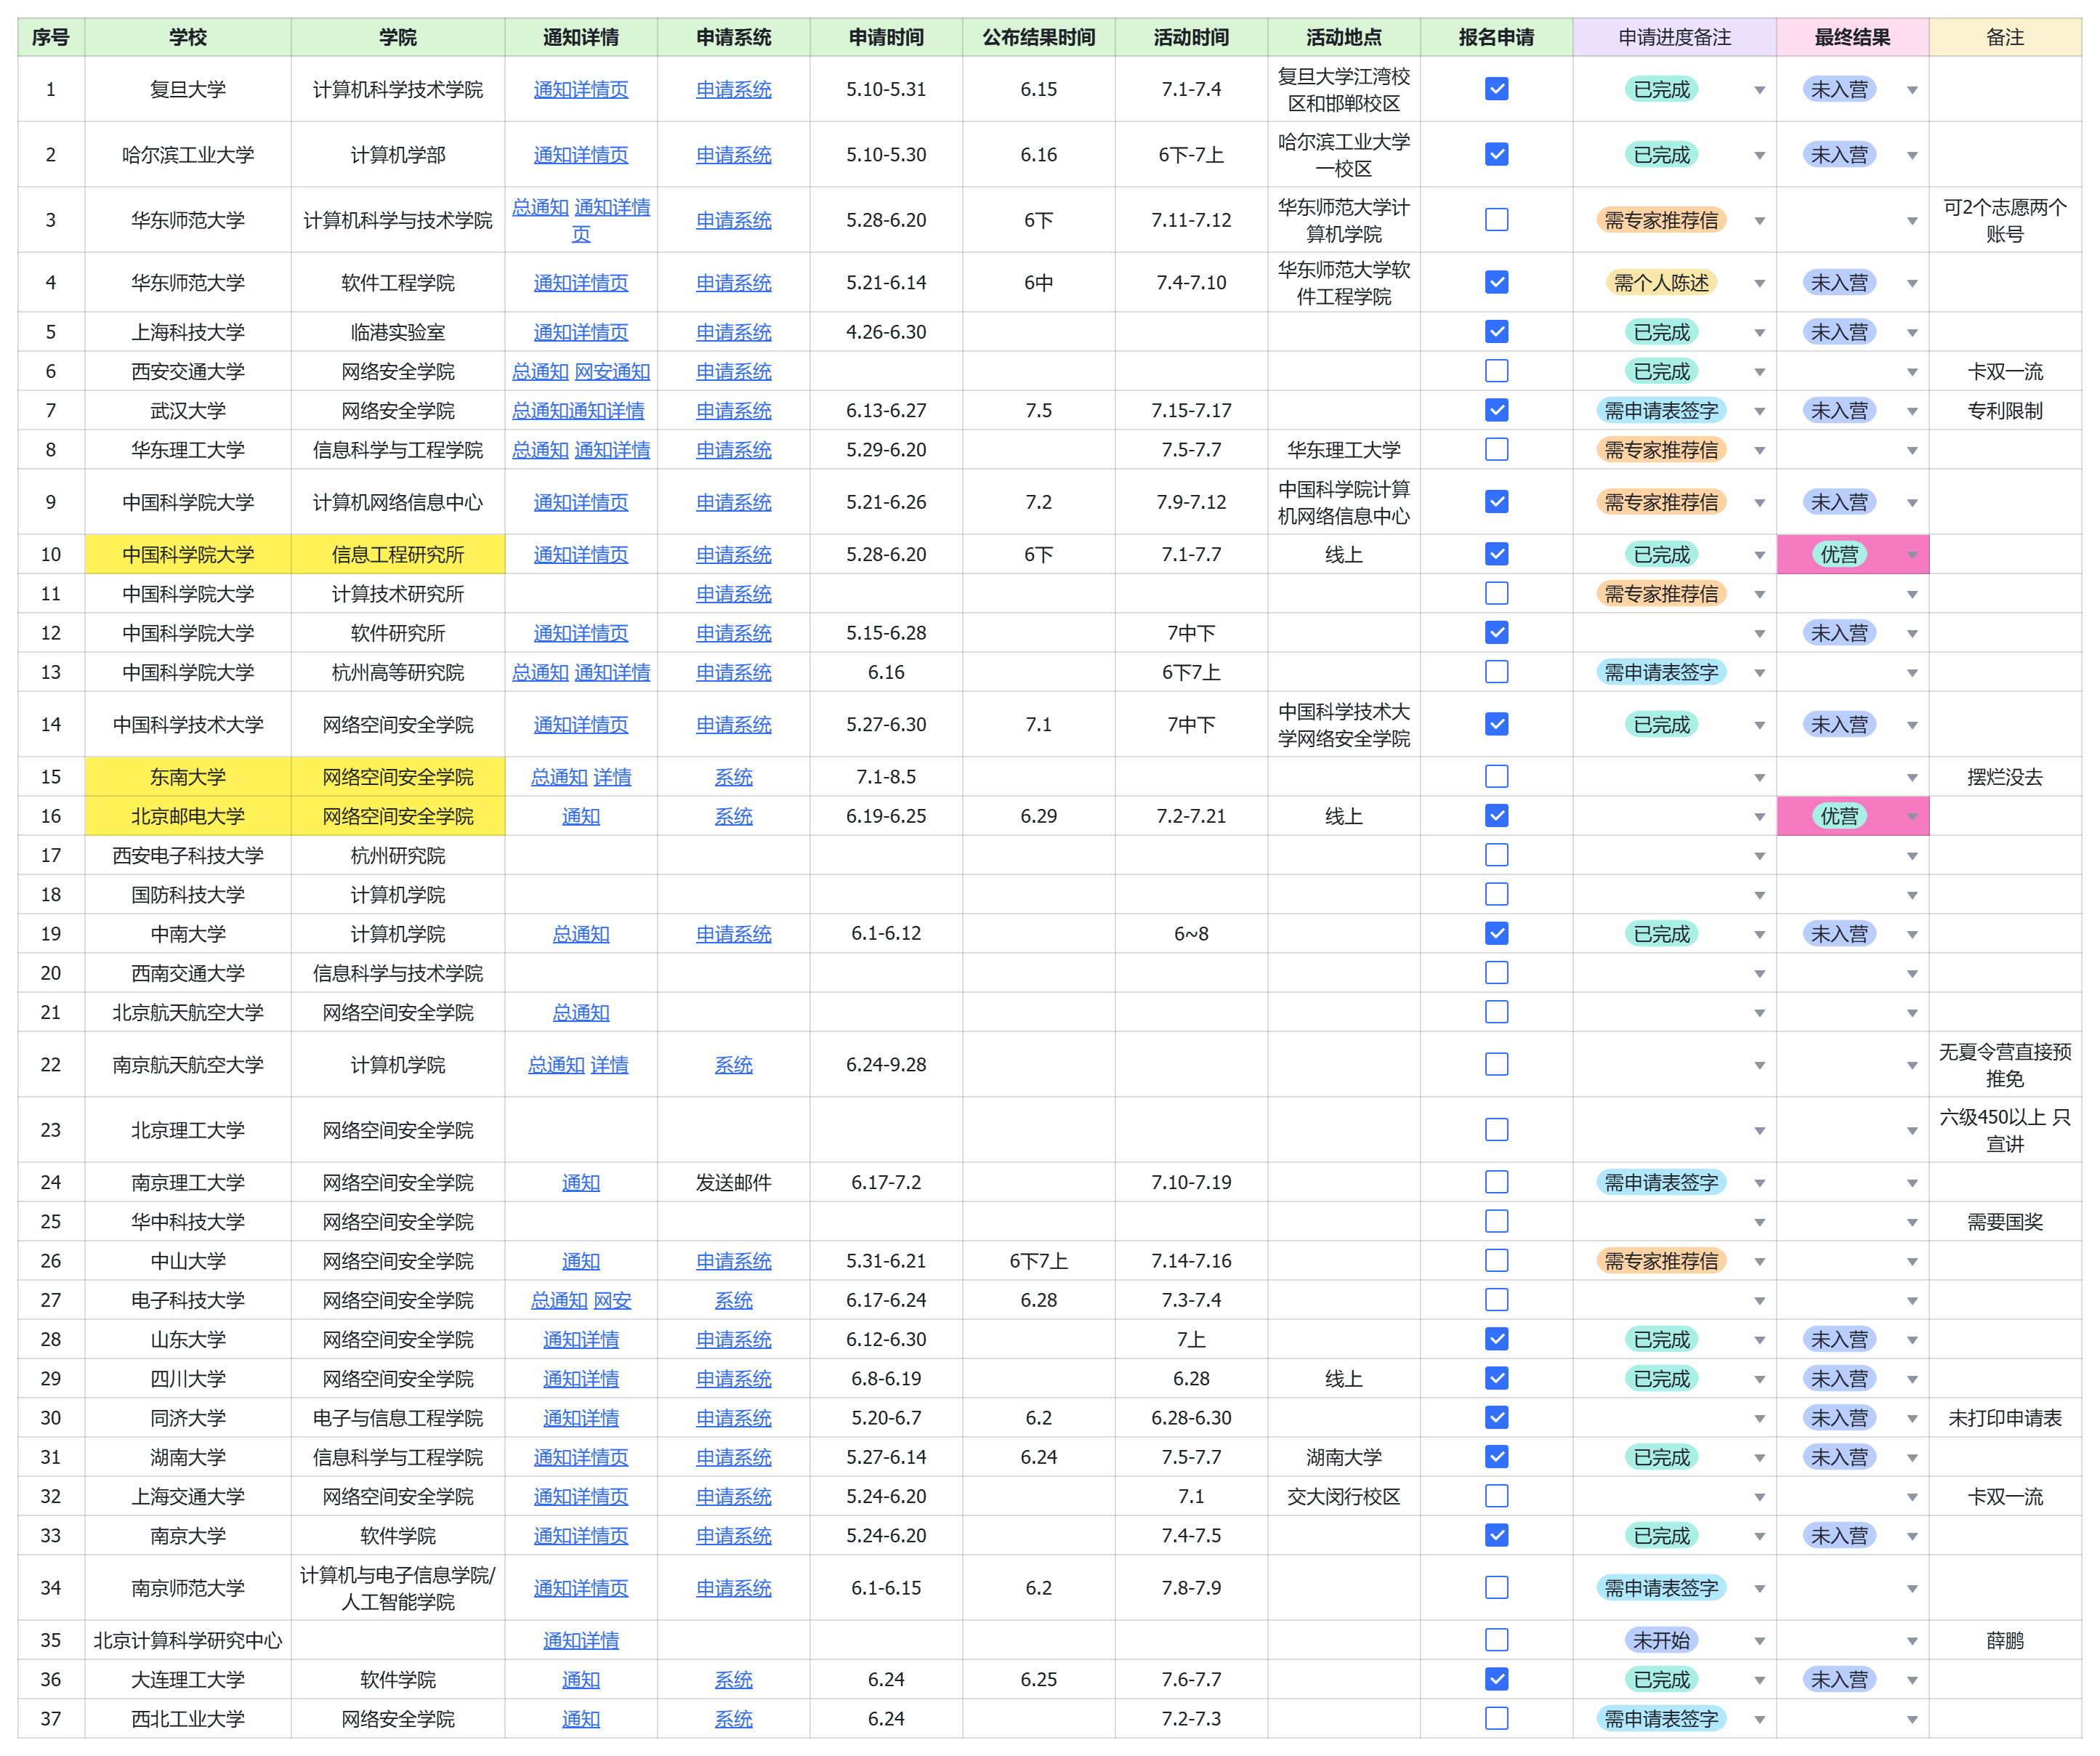 序号 学校 学院 通知详情 申请系统 申请时间 公布结果时间 活动时间 活动地点 报名申请 申请进度备注 最终结果 备注
1 复旦大学 计算机科学技术学院 通知详情页 申请系统 5.10-5.31 6.15 7.1-7.4 复旦大学江湾校
区和邯郸校区 已完成 未入营
2 哈尔滨工业大学 计算机学部 通知详情页 申请系统 5.10-5.30 6.16 6下-7上 哈尔滨工业大学
一校区 已完成 未入营
3 华东师范大学 计算机科学与技术学院 总通知 通知详情
页 申请系统 5.28-6.20 6下 7.11-7.12 华东师范大学计
算机学院 需专家推荐信 可2个志愿两个
账号
4 华东师范大学 软件工程学院 通知详情页 申请系统 5.21-6.14 6中 7.4-7.10 华东师范大学软
件工程学院 需个人陈述 未入营
5 上海科技大学 临港实验室 通知详情页 申请系统 4.26-6.30 已完成 未入营
6 西安交通大学 网络安全学院 总通知 网安通知 申请系统 已完成 卡双一流
7 武汉大学 网络安全学院 总通知通知详情 申请系统 6.13-6.27 7.5 7.15-7.17 需申请表签字 未入营 专利限制
8 华东理工大学 信息科学与工程学院 总通知 通知详情 申请系统 5.29-6.20 7.5-7.7 华东理工大学 需专家推荐信
9 中国科学院大学 计算机网络信息中心 通知详情页 申请系统 5.21-6.26 7.2 7.9-7.12 中国科学院计算
机网络信息中心 需专家推荐信 未入营
10 中国科学院大学 信息工程研究所 通知详情页 申请系统 5.28-6.20 6下 7.1-7.7 线上 已完成 优营
11 中国科学院大学 计算技术研究所 申请系统 需专家推荐信
12 中国科学院大学 软件研究所 通知详情页 申请系统 5.15-6.28 7中下 未入营
13 中国科学院大学 杭州高等研究院 总通知 通知详情 申请系统 6.16 6下7上 需申请表签字
14 中国科学技术大学 网络空间安全学院 通知详情页 申请系统 5.27-6.30 7.1 7中下 中国科学技术大
学网络安全学院 已完成 未入营
15 东南大学 网络空间安全学院 总通知 详情 系统 7.1-8.5 摆烂没去
16 北京邮电大学 网络空间安全学院 通知 系统 6.19-6.25 6.29 7.2-7.21 线上 优营
17 西安电子科技大学 杭州研究院
18 国防科技大学 计算机学院
19 中南大学 计算机学院 总通知 申请系统 6.1-6.12 6~8 已完成 未入营
20 西南交通大学 信息科学与技术学院
21 北京航天航空大学 网络空间安全学院 总通知
22 南京航天航空大学 计算机学院 总通知 详情 系统 6.24-9.28 无夏令营直接预
推免
23 北京理工大学 网络空间安全学院 六级450以上 只
宣讲
24 南京理工大学 网络空间安全学院 通知 发送邮件 6.17-7.2 7.10-7.19 需申请表签字
25 华中科技大学 网络空间安全学院 需要国奖
26 中山大学 网络空间安全学院 通知 申请系统 5.31-6.21 6下7上 7.14-7.16 需专家推荐信
27 电子科技大学 网络空间安全学院 总通知 网安 系统 6.17-6.24 6.28 7.3-7.4
28 山东大学 网络空间安全学院 通知详情 申请系统 6.12-6.30 7上 已完成 未入营
29 四川大学 网络空间安全学院 通知详情 申请系统 6.8-6.19 6.28 线上 已完成 未入营
30 同济大学 电子与信息工程学院 通知详情 申请系统 5.20-6.7 6.2 6.28-6.30 未入营 未打印申请表
31 湖南大学 信息科学与工程学院 通知详情页 申请系统 5.27-6.14 6.24 7.5-7.7 湖南大学 已完成 未入营
32 上海交通大学 网络空间安全学院 通知详情页 申请系统 5.24-6.20 7.1 交大闵行校区 卡双一流
33 南京大学 软件学院 通知详情页 申请系统 5.24-6.20 7.4-7.5 已完成 未入营
34 南京师范大学 计算机与电子信息学院/
人工智能学院 通知详情页 申请系统 6.1-6.15 6.2 7.8-7.9 需申请表签字
35 北京计算科学研究中心 通知详情 未开始 薛鹏
36 大连理工大学 软件学院 通知 系统 6.24 6.25 7.6-7.7 已完成 未入营
37 西北工业大学 网络安全学院 通知 系统 6.24 7.2-7.3 需申请表签字